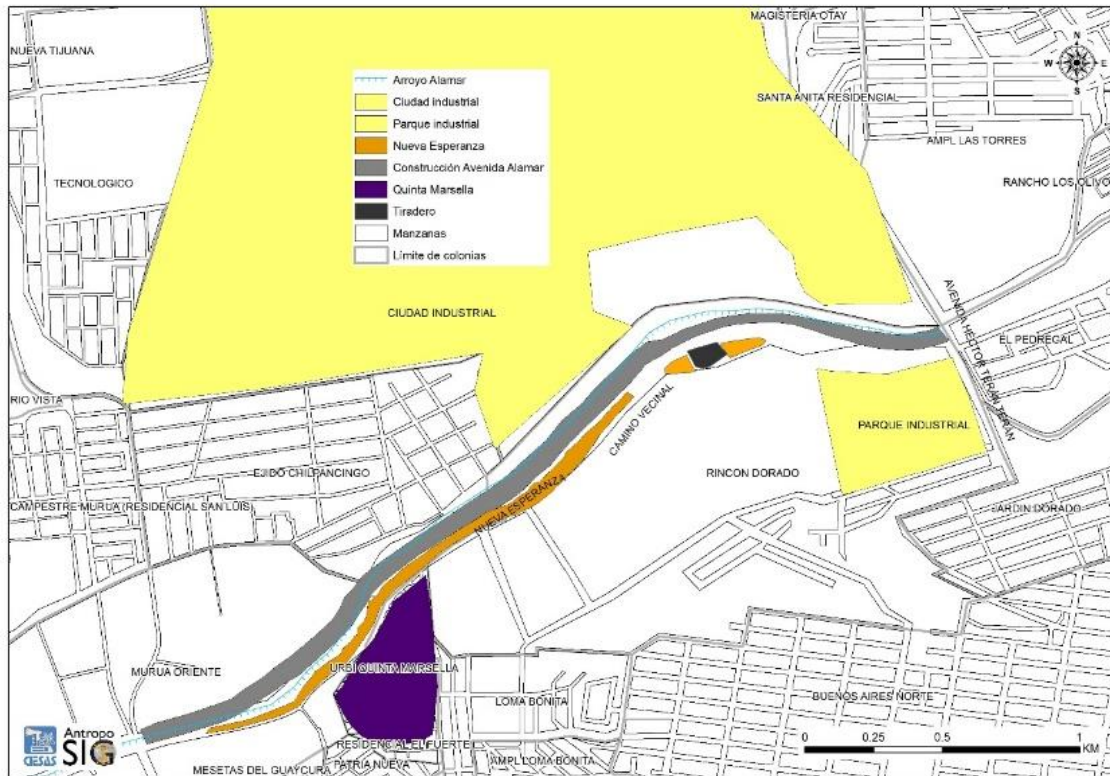 MAGISTERIA OTAY
NUEVA TIJUANA
N
W E
S
Arroyo Alamar
Ciudad industrial
Parque industrial
Nueva Esperanza
Construcción Avenida Alamar
Quinta Marsella
Tiradero
Manzanas
Límite de colonias
SANTA ANITA RESIDENCIAL
AMPL LAS TORRES
TECNOLOGICO
RANCHO LOS OLIVO
CIUDAD INDUSTRIAL
AVENIDA HECTOR TERAN TERAN
EL PEDREGAL
RIO VISTA
CAMINO VECINAL
PARQUE INDUSTRIAL
EJIDO CHILPANCINGO
RINCON DORADO
CAMPESTRE MURUA (RESIDENCIAL SAN LUIS)
NUEVA ESPERANZA
JARDIN DORADO
MURUA ORIENTE
URBI QUINTA MARSELLA
LOMA BONITA
BUENOS AIRES NORTE
Antropo
SIG
CIESAS
RESIDENCIAL EL FUERTE
0 0.25 0.5 1
KM
PATRIA NUEVA
AMPL LOMA BONITA
MESETAS DEL GUAYCURA